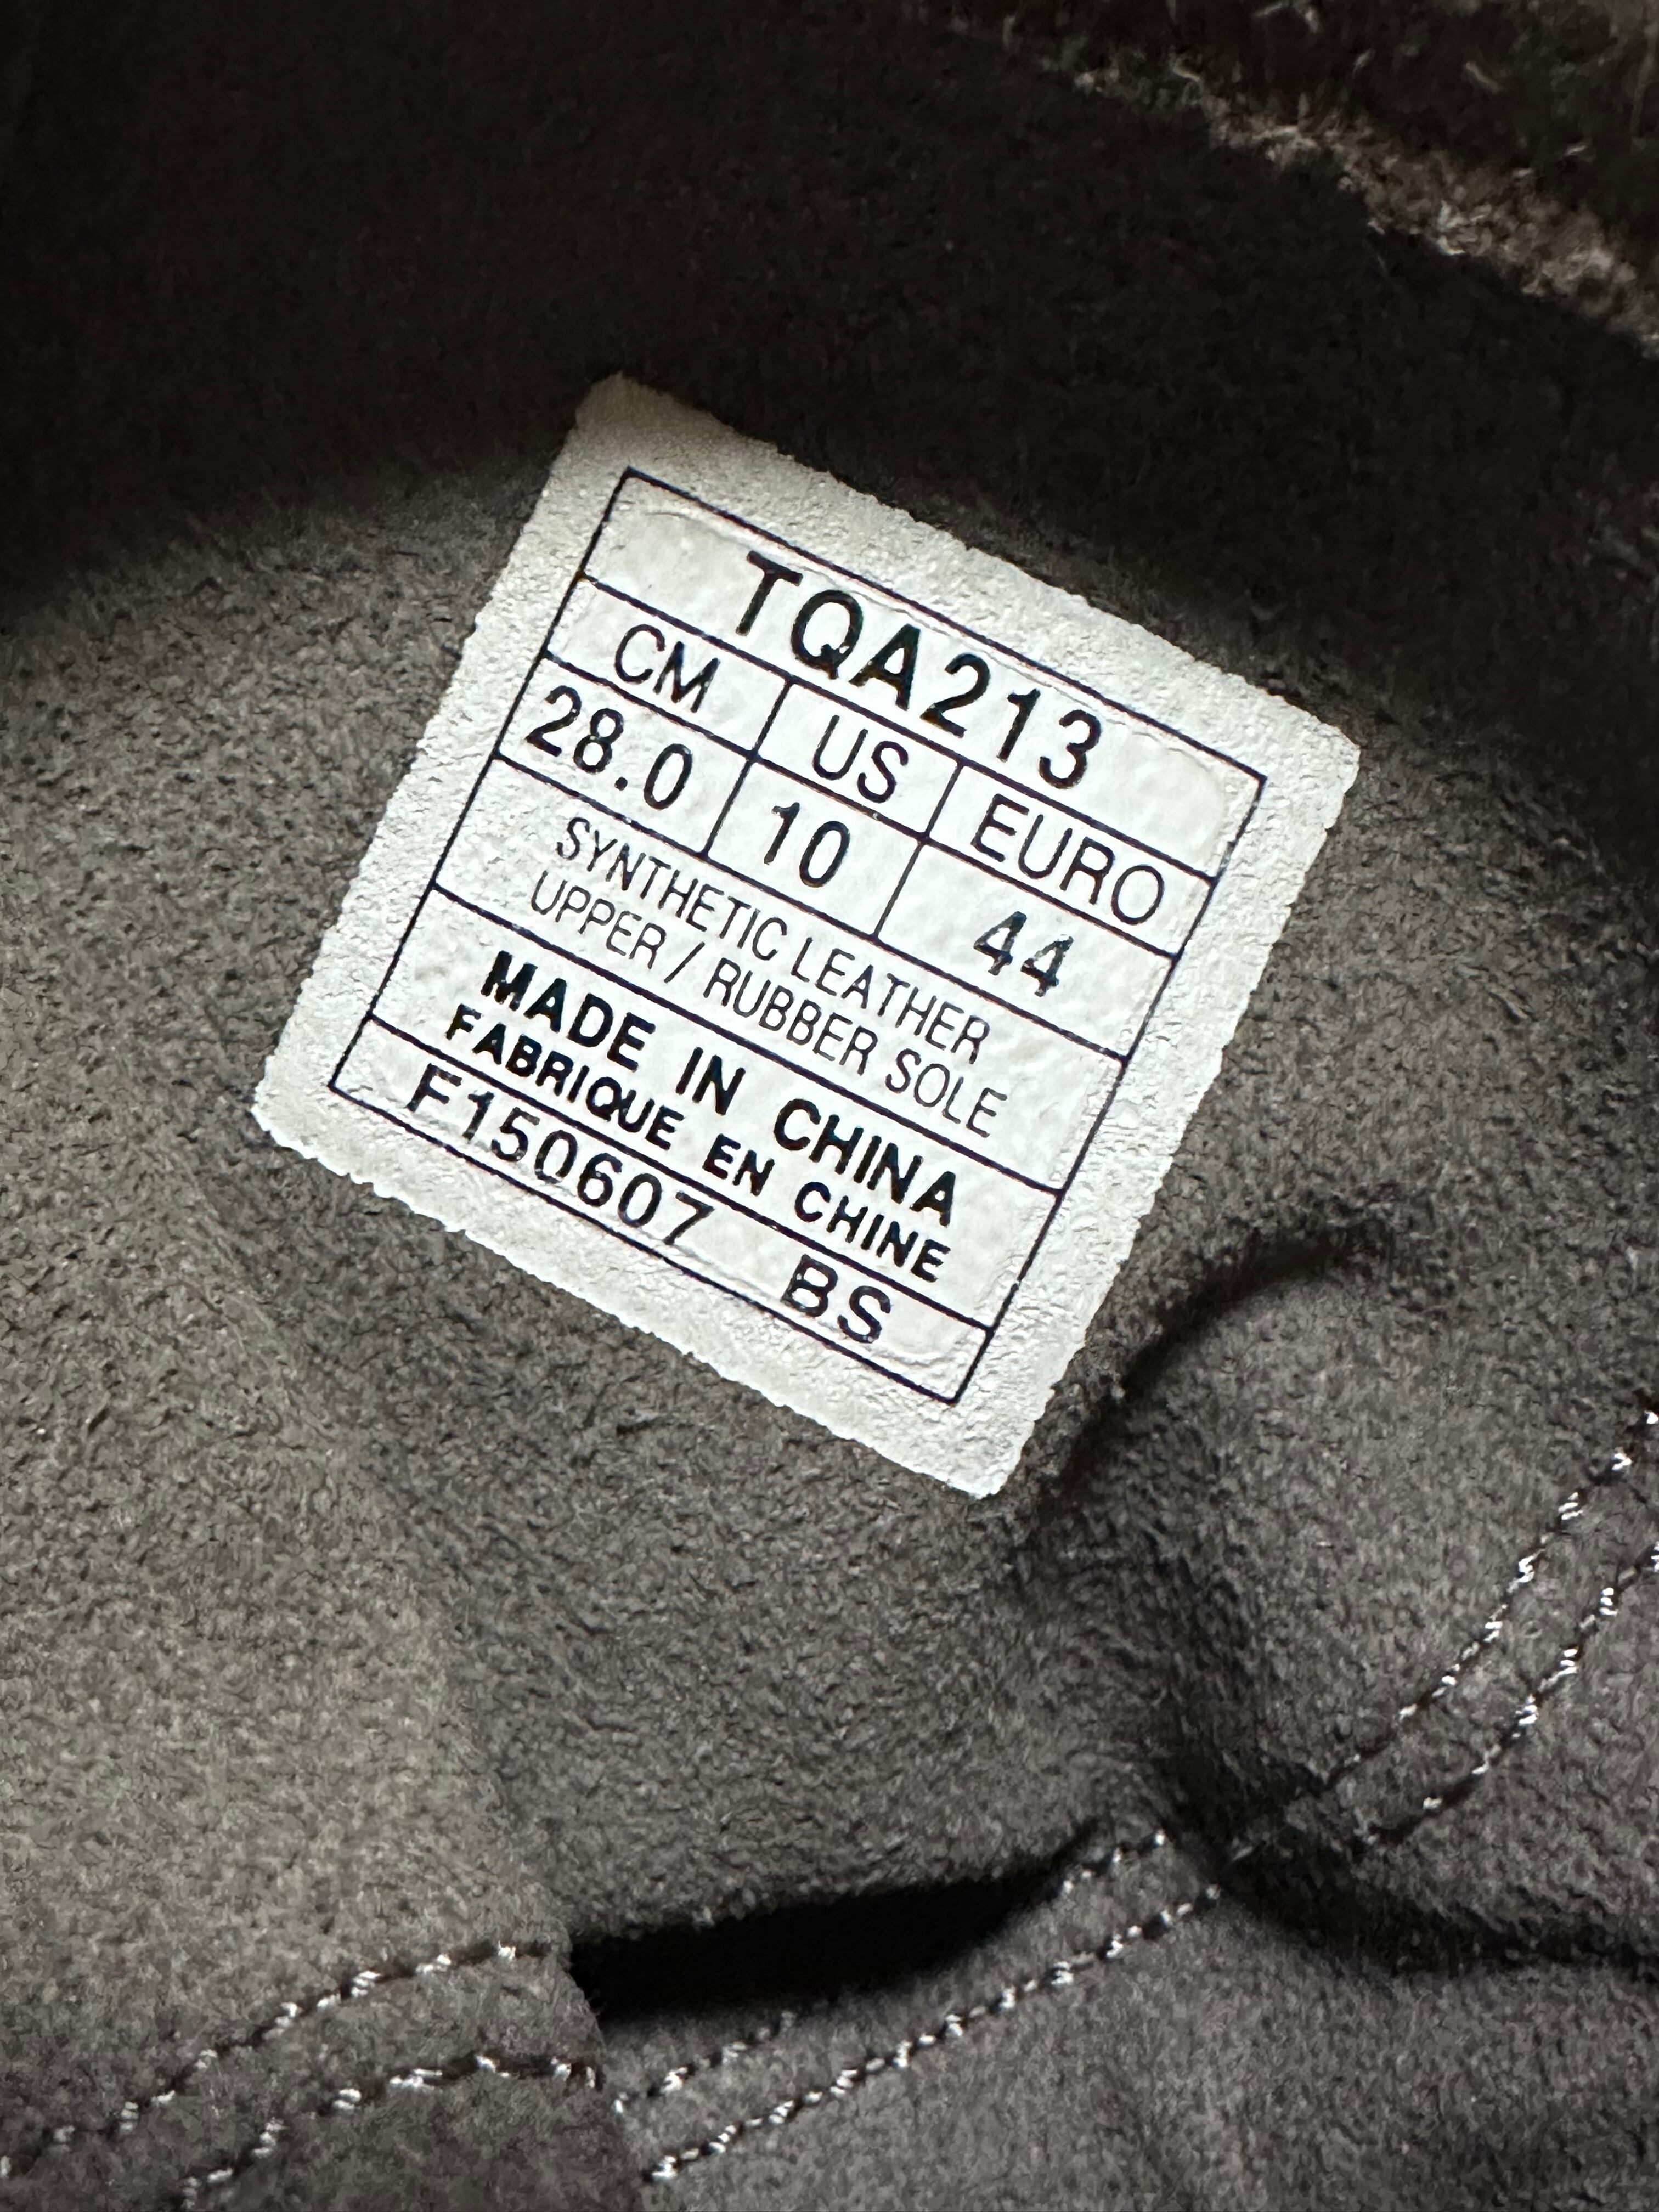 TQA213
CM US EURO
28.0 10 44
SYNTHETIC LEATHER
UPPER / RUBBER SOLE
MADE IN CHINA
FABRIQUE EN CHINE
F150607 BS